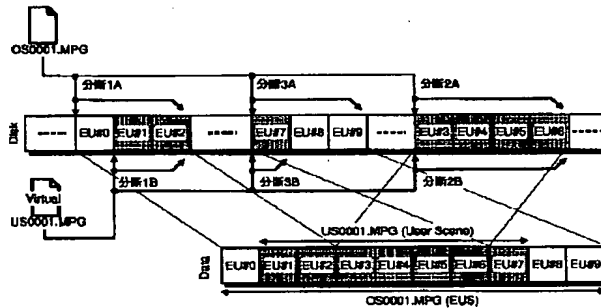 OS0001.MPG
分断1A
分断3A
分断2A
Disk
EU#0
EU#1
EU#2
EU#7
EU#8
EU#9
EU#3
EU#4
EU#5
EU#6
Virtual
US0001.MPG
分断1B
分断3B
分断2B
US0001.MPG (User Scene)
Data
EU#0
EU#1
EU#2
EU#3
EU#4
EU#5
EU#6
EU#7
EU#8
EU#9
OS0001.MPG (EUS)